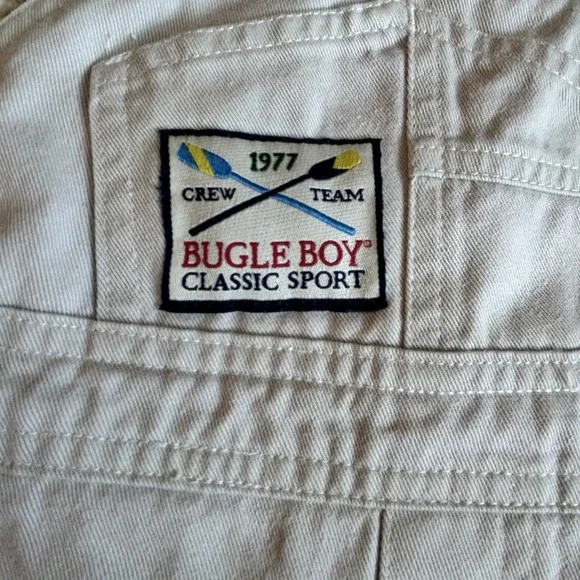 1977
CREW TEAM
BUGLE BOY®
CLASSIC SPORT